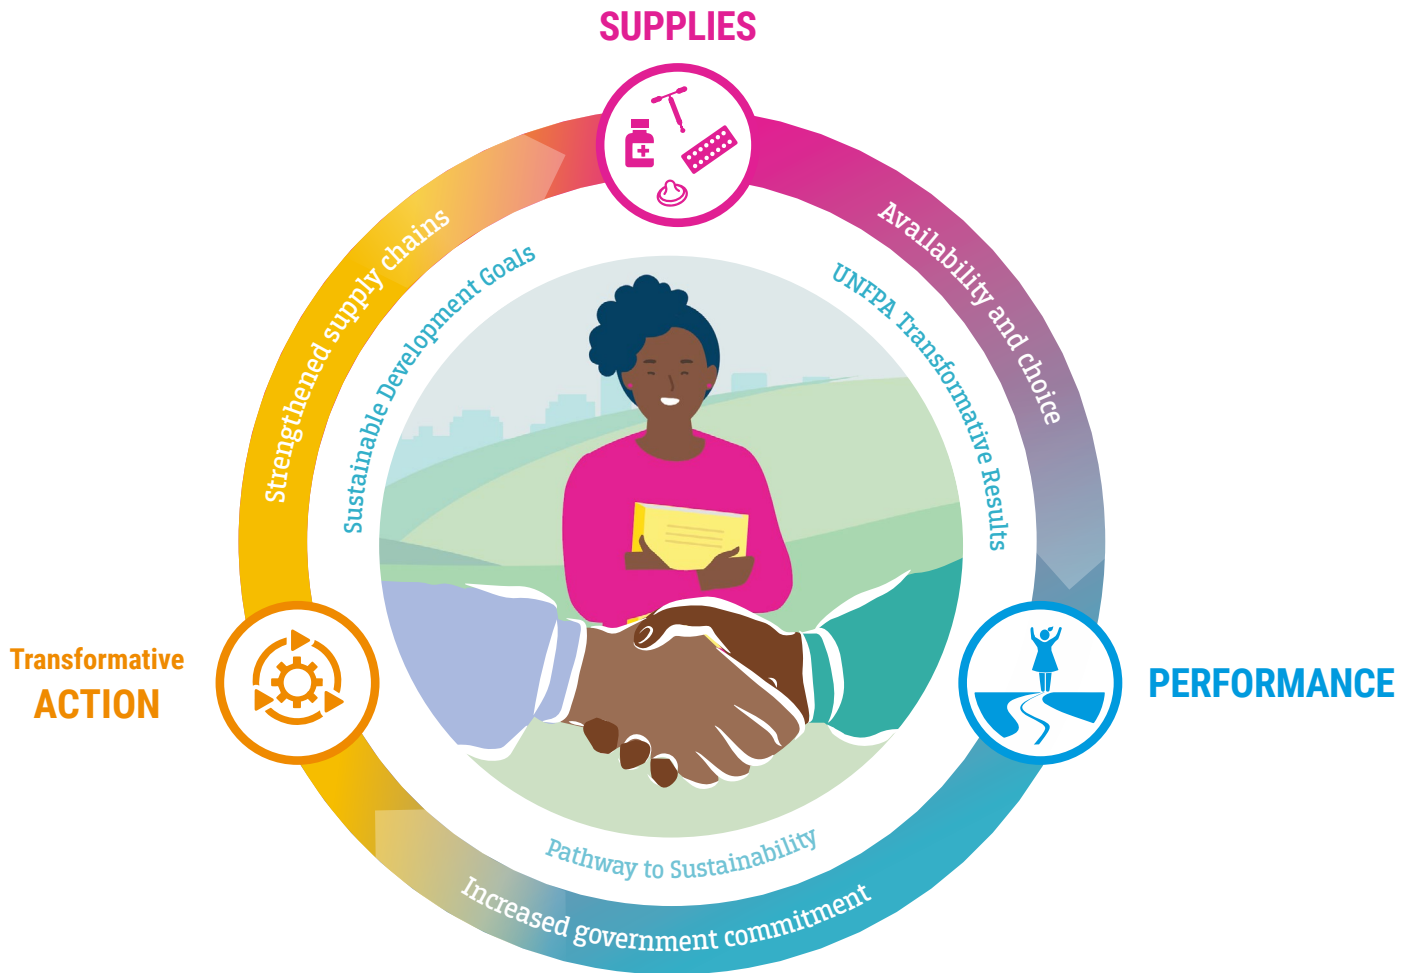 SUPPLIES
Strengthened supply chains
Availability and choice
Sustainable Development Goals
UNFPA Transformative Results
Transformative
ACTION
PERFORMANCE
Pathway to Sustainability
Increased government commitment